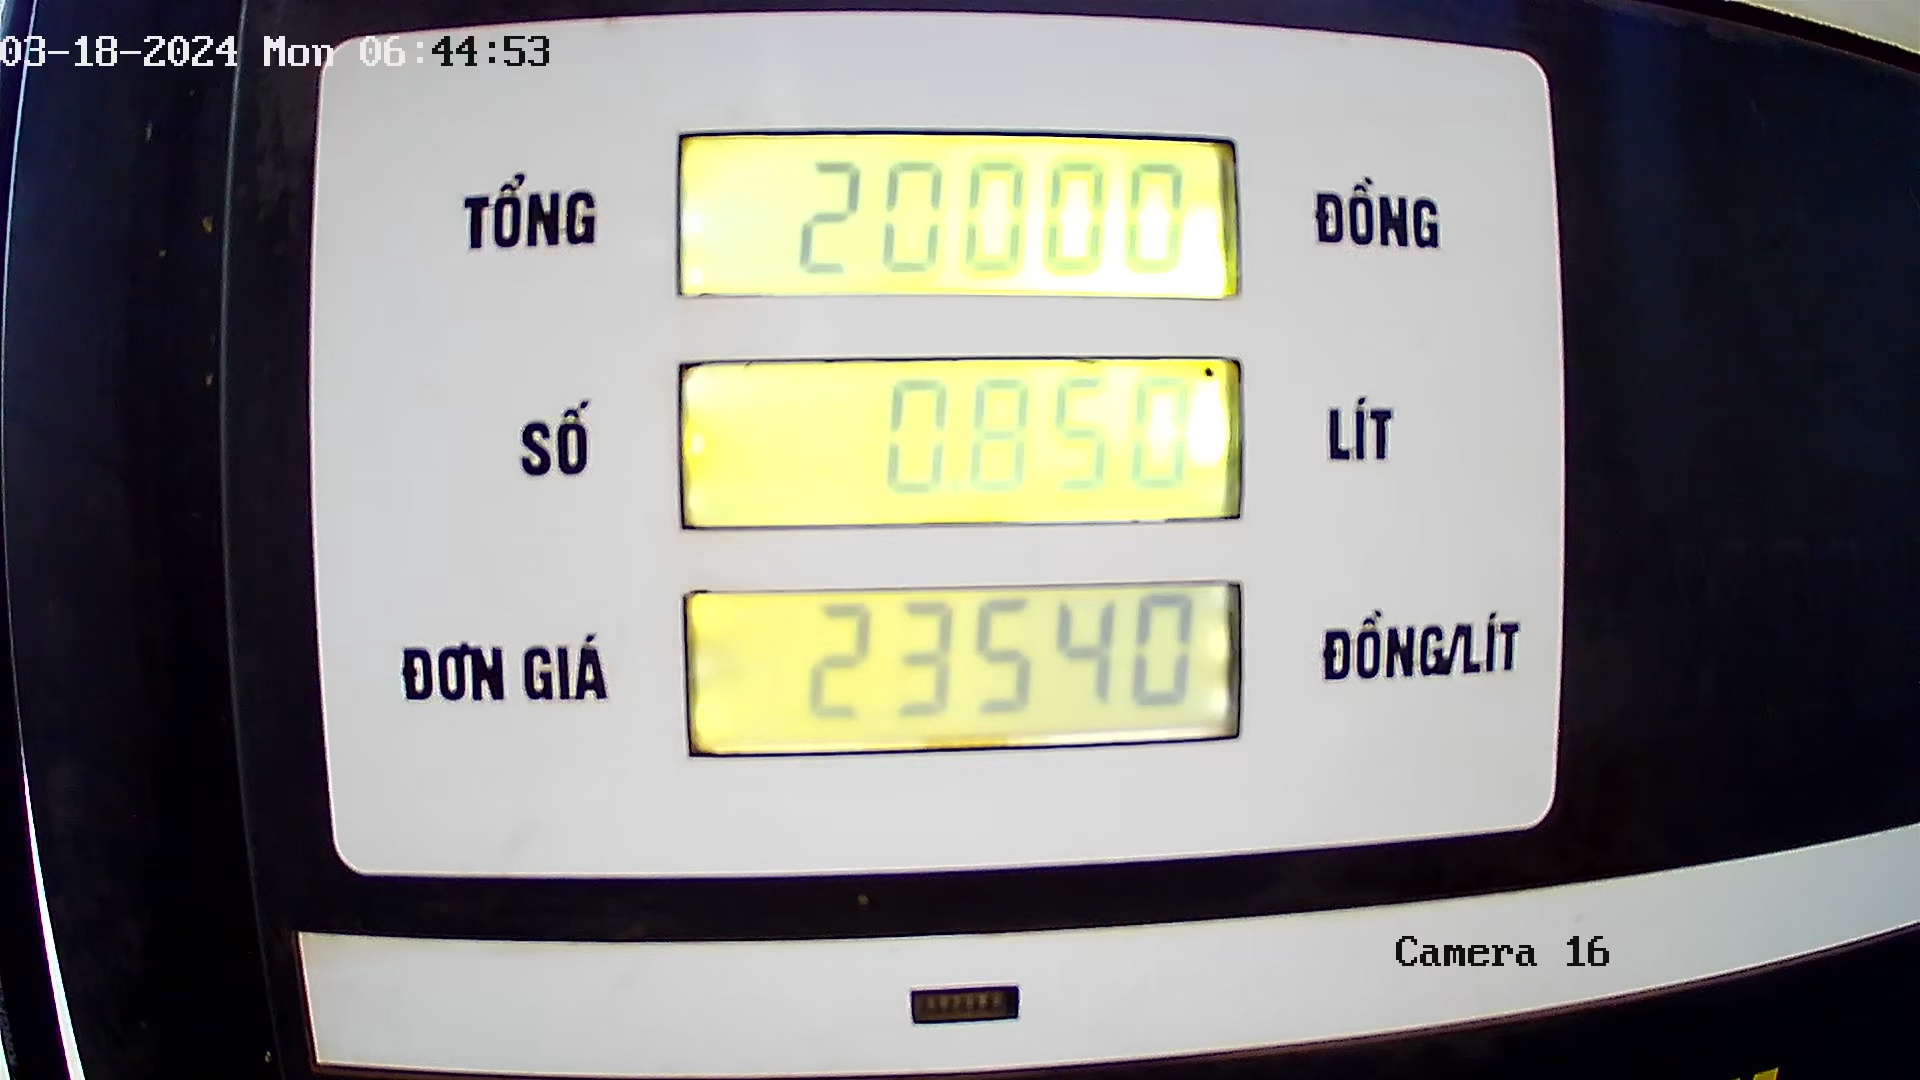 03-18-2024 Mon 06:44:53
TỔNG 20000 ĐỒNG
SỐ 0.850 LÍT
ĐƠN GIÁ 23540 ĐỒNG/LÍT
Camera 16